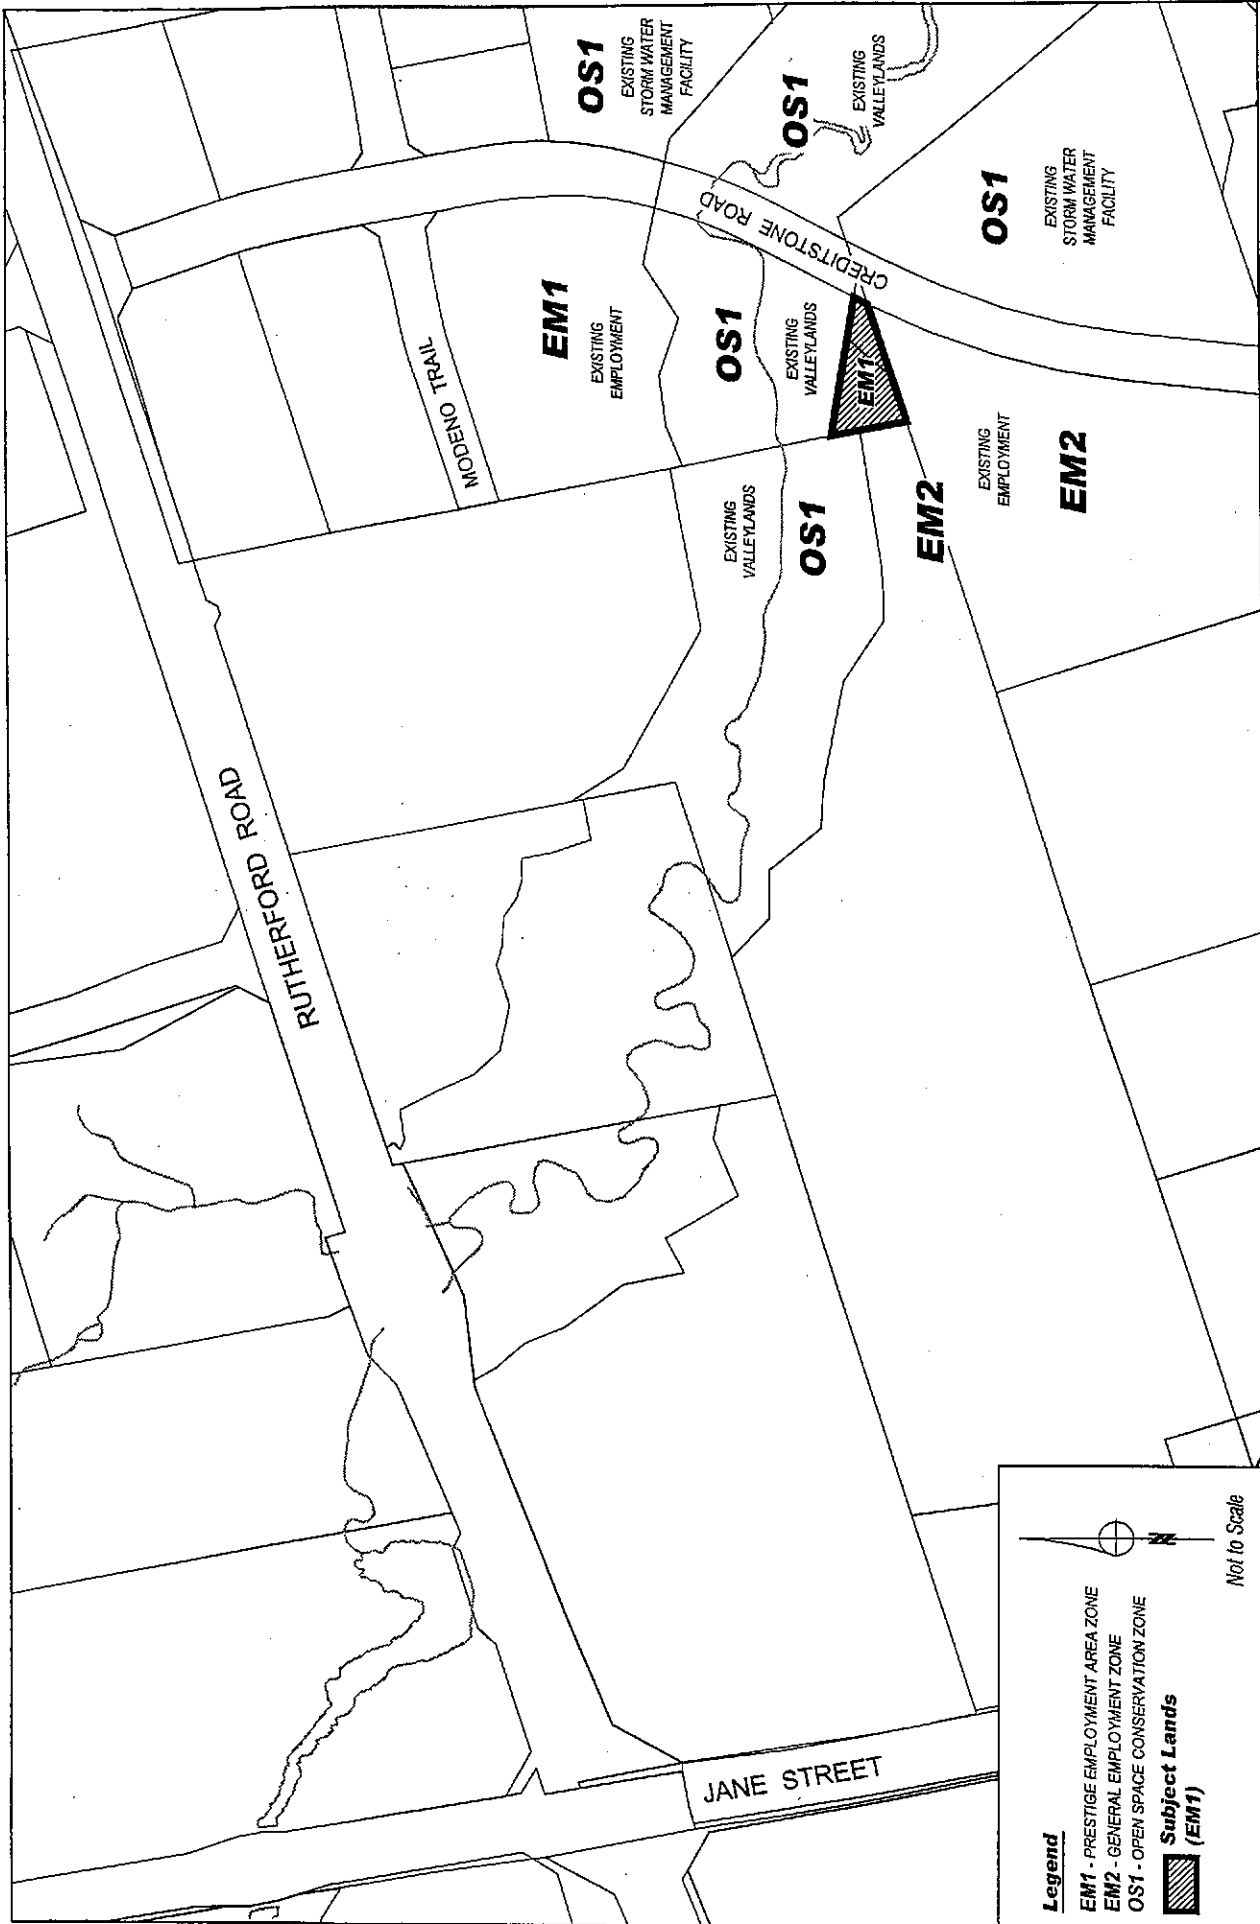 RUTHERFORD ROAD
JANE STREET
MODENO TRAIL
CREDITSTONE ROAD
OS1
EXISTING
STORM WATER
MANAGEMENT
FACILITY
OS1
EXISTING
VALLEYLANDS
OS1
EXISTING
STORM WATER
MANAGEMENT
FACILITY
EM1
EXISTING
EMPLOYMENT
OS1
EXISTING
VALLEYLANDS
EM1
EXISTING
VALLEYLANDS
OS1
EM2
EXISTING
EMPLOYMENT
EM2
Legend
EM1 - PRESTIGE EMPLOYMENT AREA ZONE
EM2 - GENERAL EMPLOYMENT ZONE
OS1 - OPEN SPACE CONSERVATION ZONE
Subject Lands
(EM1)
N
Not to Scale